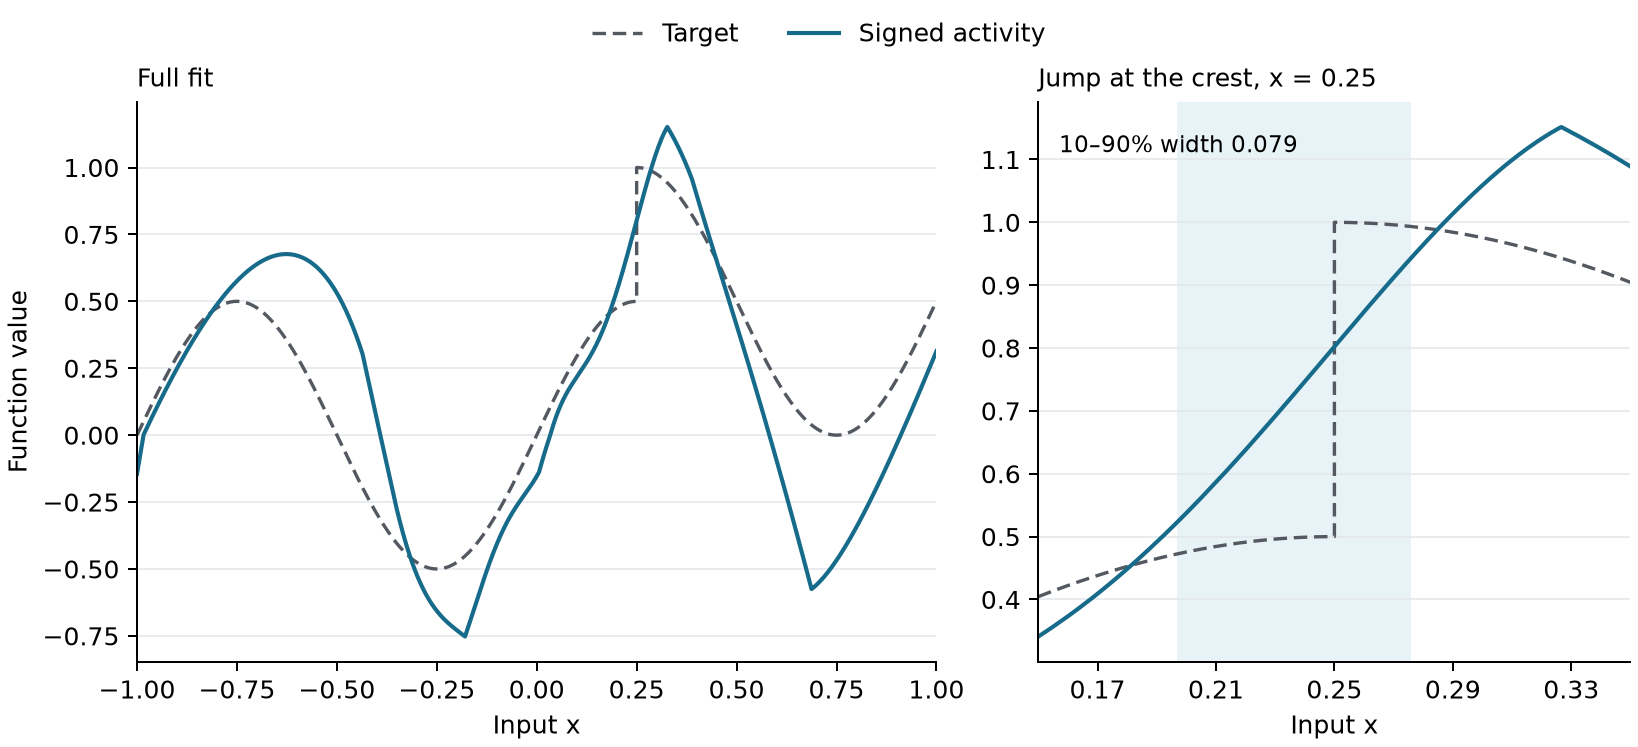 Target
Signed activity
Full fit
Function value
1.00
0.75
0.50
0.25
0.00
−0.25
−0.50
−0.75
−1.00 −0.75 −0.50 −0.25 0.00 0.25 0.50 0.75 1.00
Input x
Jump at the crest, x = 0.25
10–90% width 0.079
1.1
1.0
0.9
0.8
0.7
0.6
0.5
0.4
0.17 0.21 0.25 0.29 0.33
Input x